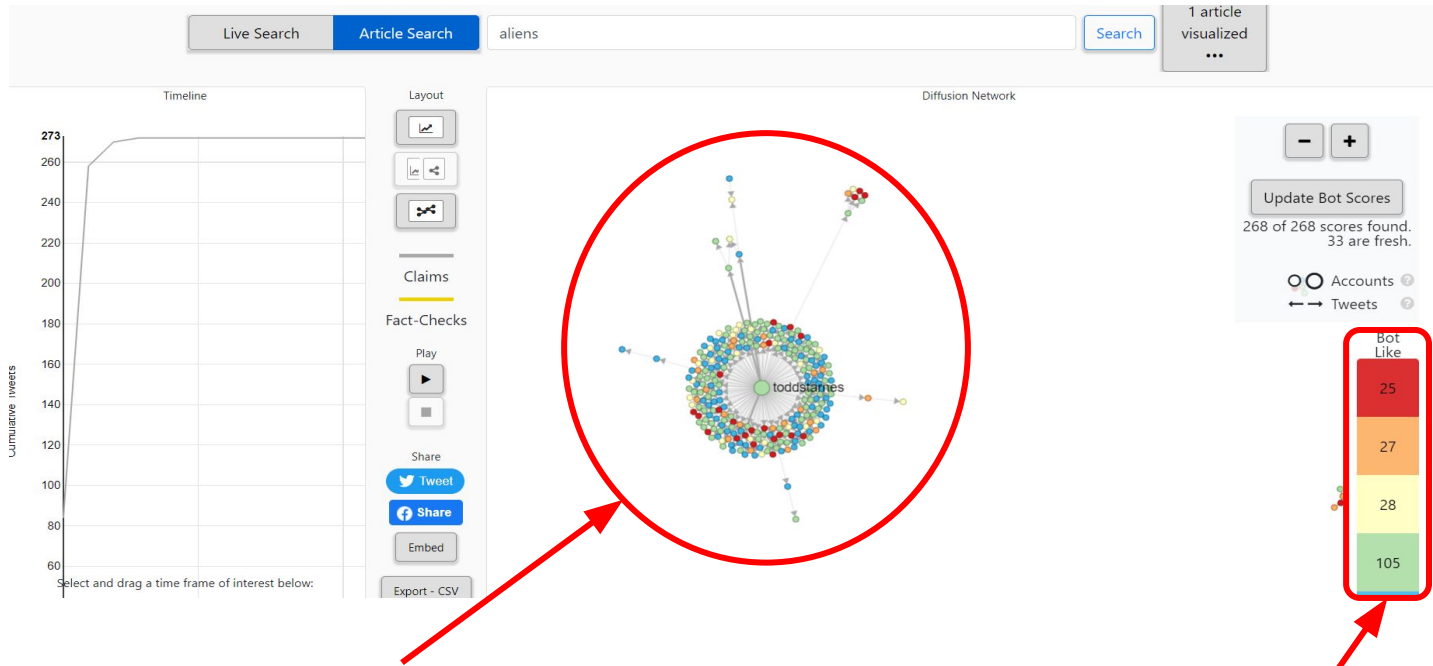 Live Search
Article Search
aliens
Search
1 article
visualized
•••
Timeline
Layout
Diffusion Network
273
260
240
220
200
180
160
140
120
100
80
60
Cumulative Tweets
Select and drag a time frame of interest below:
Claims
Fact-Checks
Play
Share
Tweet
Share
Embed
Export - CSV
toddstarnes
Update Bot Scores
268 of 268 scores found.
33 are fresh.
Accounts ?
Tweets ?
Bot
Like
25
27
28
105